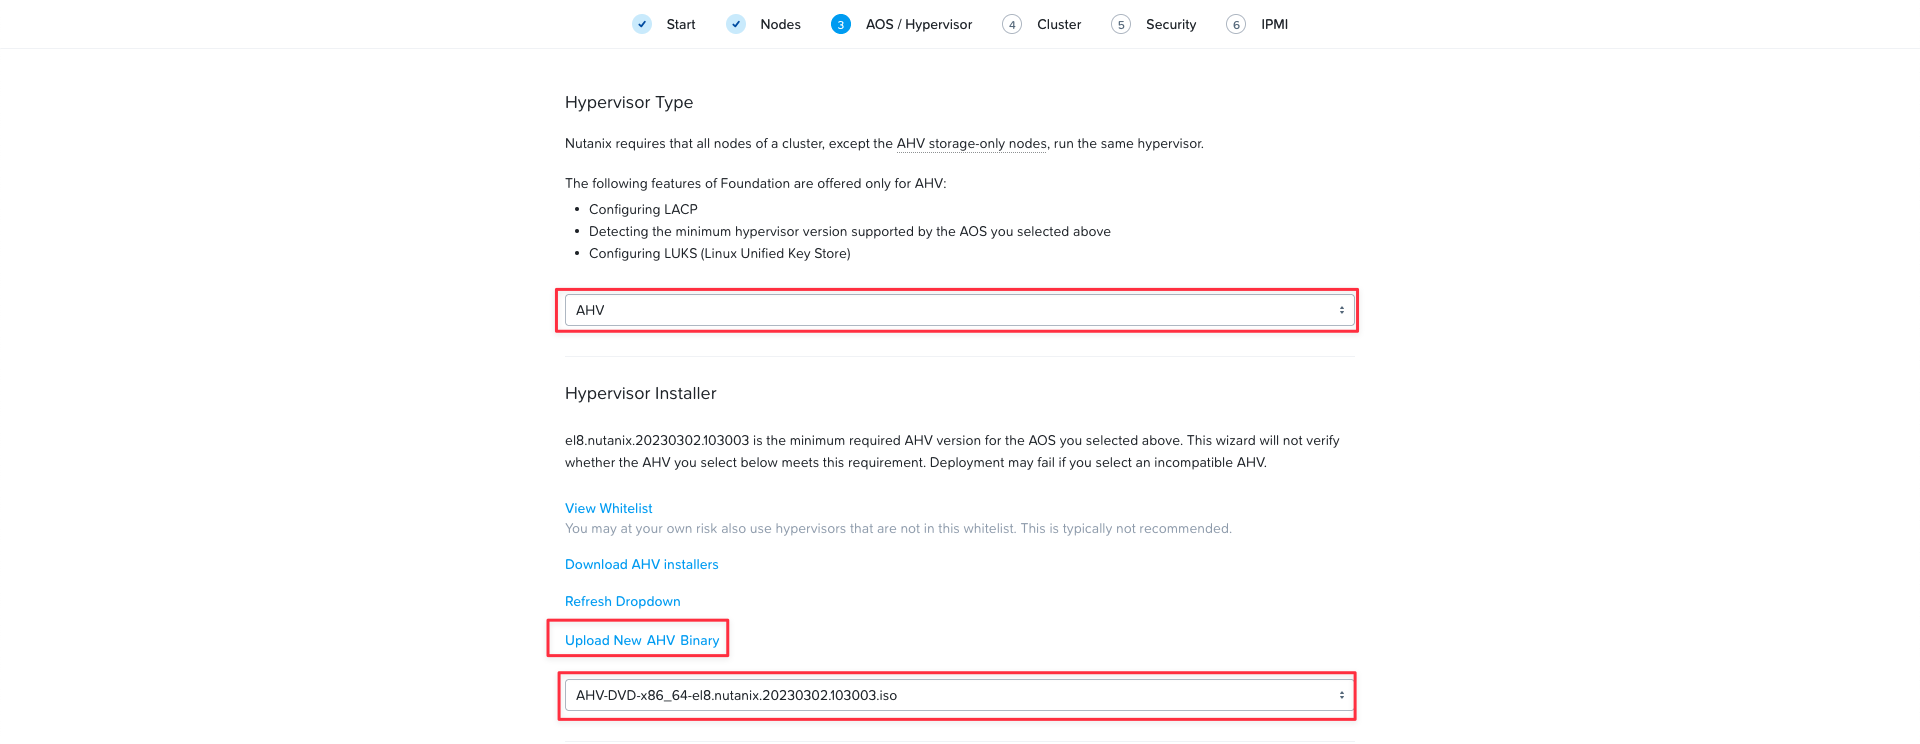 Start
Nodes
3 AOS / Hypervisor
4 Cluster
5 Security
6 IPMI
Hypervisor Type
Nutanix requires that all nodes of a cluster, except the AHV storage-only nodes, run the same hypervisor.
The following features of Foundation are offered only for AHV:
• Configuring LACP
• Detecting the minimum hypervisor version supported by the AOS you selected above
• Configuring LUKS (Linux Unified Key Store)
AHV
Hypervisor Installer
el8.nutanix.20230302.103003 is the minimum required AHV version for the AOS you selected above. This wizard will not verify
whether the AHV you select below meets this requirement. Deployment may fail if you select an incompatible AHV.
View Whitelist
You may at your own risk also use hypervisors that are not in this whitelist. This is typically not recommended.
Download AHV installers
Refresh Dropdown
Upload New AHV Binary
AHV-DVD-x86_64-el8.nutanix.20230302.103003.iso